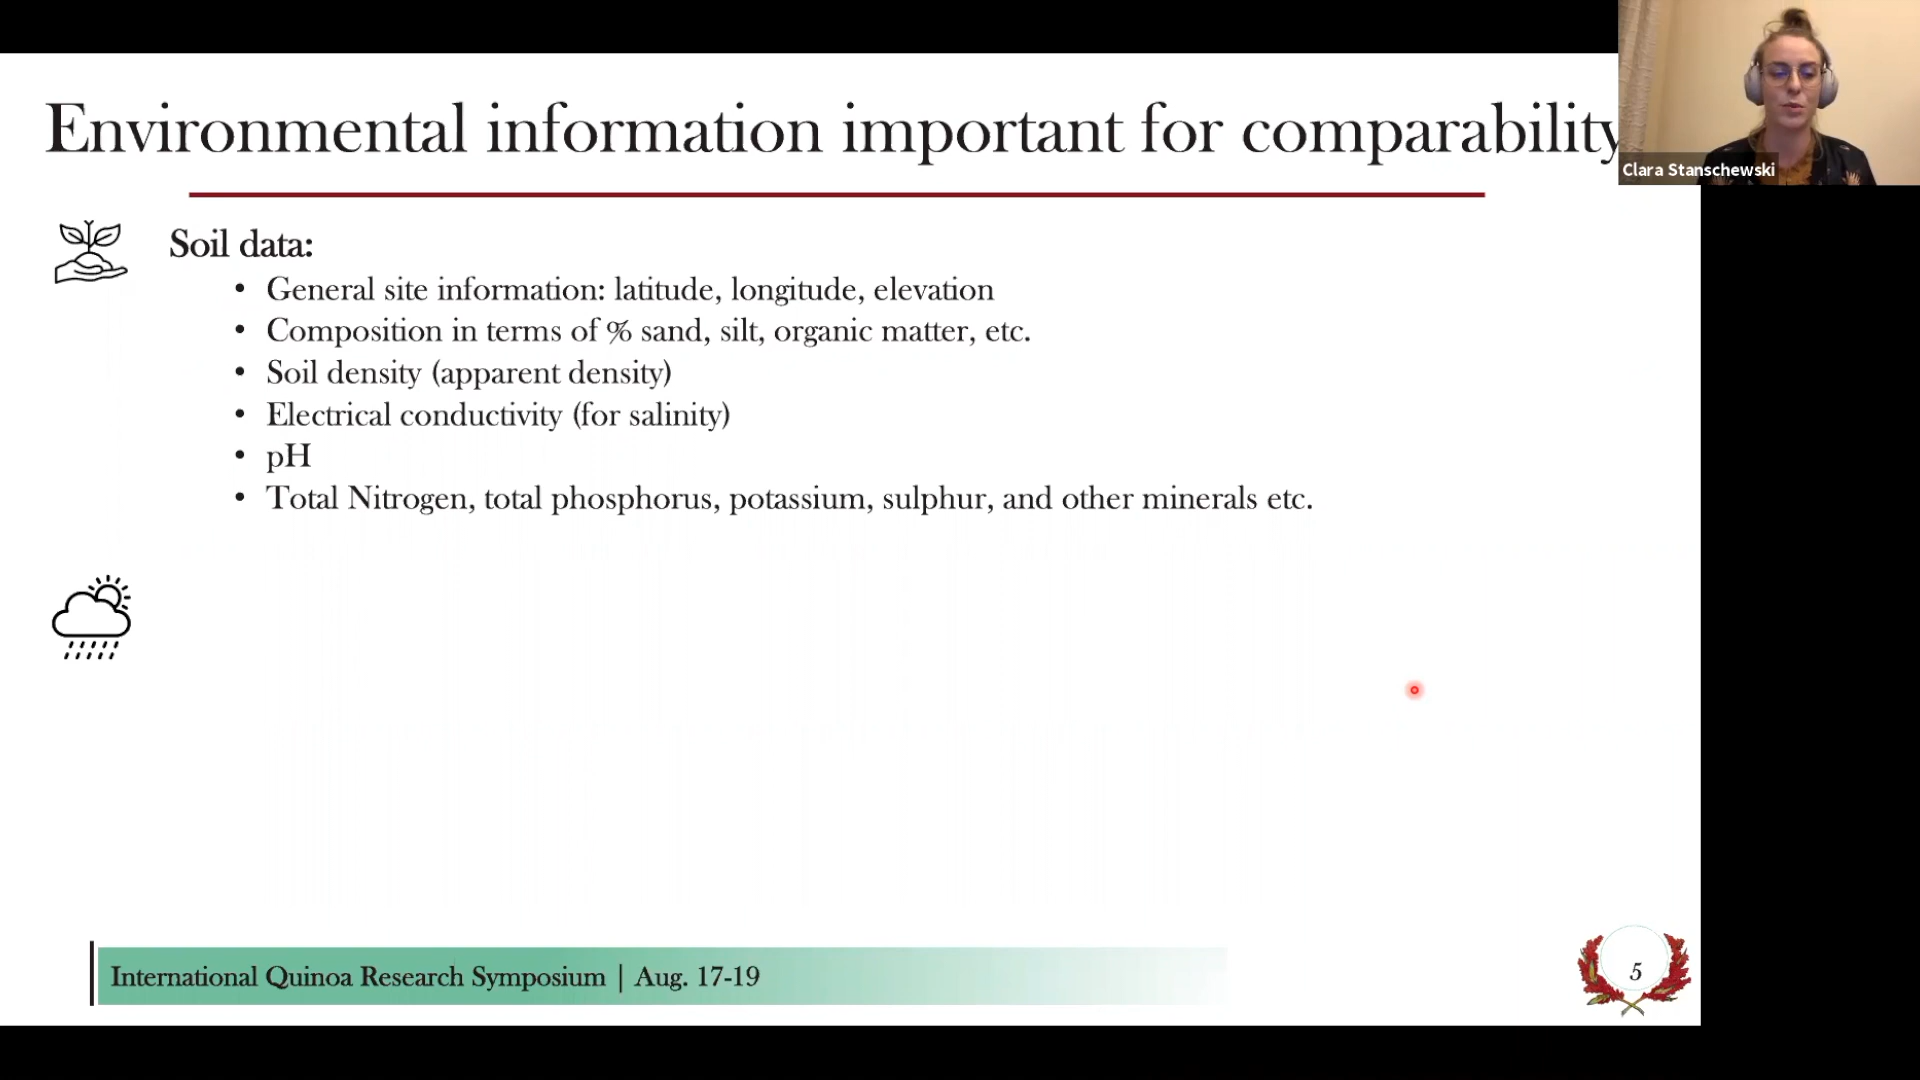 Environmental information important for comparability
Clara Stanschewski
Soil data:
• General site information: latitude, longitude, elevation
• Composition in terms of % sand, silt, organic matter, etc.
• Soil density (apparent density)
• Electrical conductivity (for salinity)
• pH
• Total Nitrogen, total phosphorus, potassium, sulphur, and other minerals etc.
International Quinoa Research Symposium | Aug. 17-19
5